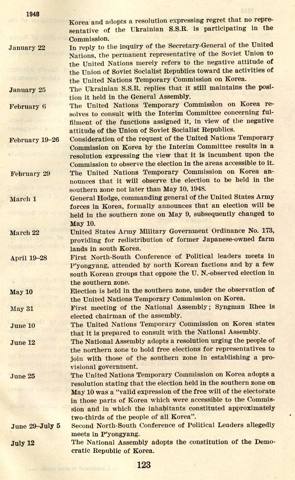 1948
Korea and adopts a resolution expressing regret that no repre-
sentative of the Ukrainian S.S.R. is participating in the
Commission.
January 22 In reply to the inquiry of the Secretary-General of the United
Nations, the permanent representative of the Soviet Union to
the United Nations merely refers to the negative attitude of
the Union of Soviet Socialist Republics toward the activities of
the United Nations Temporary Commission on Korea.
January 25 The Ukrainian S.S.R. replies that it still maintains the posi-
tion it held in the General Assembly.
February 6 The United Nations Temporary Commission on Korea re-
solves to consult with the Interim Committee concerning ful-
filment of the functions assigned it, in view of the negative
attitude of the Union of Soviet Socialist Republics.
February 19–26 Consideration of the request of the United Nations Temporary
Commission on Korea by the Interim Committee results in a
resolution expressing the view that it is incumbent upon the
Commission to observe the election in the areas accessible to it.
February 29 The United Nations Temporary Commission on Korea an-
nounces that it will observe the election to be held in the
southern zone not later than May 10, 1948.
March 1 General Hodge, commanding general of the United States Army
forces in Korea, formally announces that an election will be
held in the southern zone on May 9, subsequently changed to
May 10.
March 22 United States Army Military Government Ordinance No. 173,
providing for redistribution of former Japanese-owned farm
lands in south Korea.
April 19–28 First North-South Conference of Political leaders meets in
P'yongyang, attended by north Korean factions and by a few
south Korean groups that oppose the U. N.-observed election in
the southern zone.
May 10 Election is held in the southern zone, under the observation of
the United Nations Temporary Commission on Korea.
May 31 First meeting of the National Assembly; Syngman Rhee is
elected chairman of the assembly.
June 10 The United Nations Temporary Commission on Korea states
that it is prepared to consult with the National Assembly.
June 12 The National Assembly adopts a resolution urging the people of
the northern zone to hold free elections for representatives to
join with those of the southern zone in establishing a pro-
visional government.
June 25 The United Nations Temporary Commission on Korea adopts a
resolution stating that the election held in the southern zone on
May 10 was a "valid expression of the free will of the electorate
in those parts of Korea which were accessible to the Commis-
sion and in which the inhabitants constituted approximately
two-thirds of the people of all Korea".
June 29–July 5 Second North-South Conference of Political Leaders allegedly
meets in P'yongyang.
July 12 The National Assembly adopts the constitution of the Demo-
cratic Republic of Korea.
123